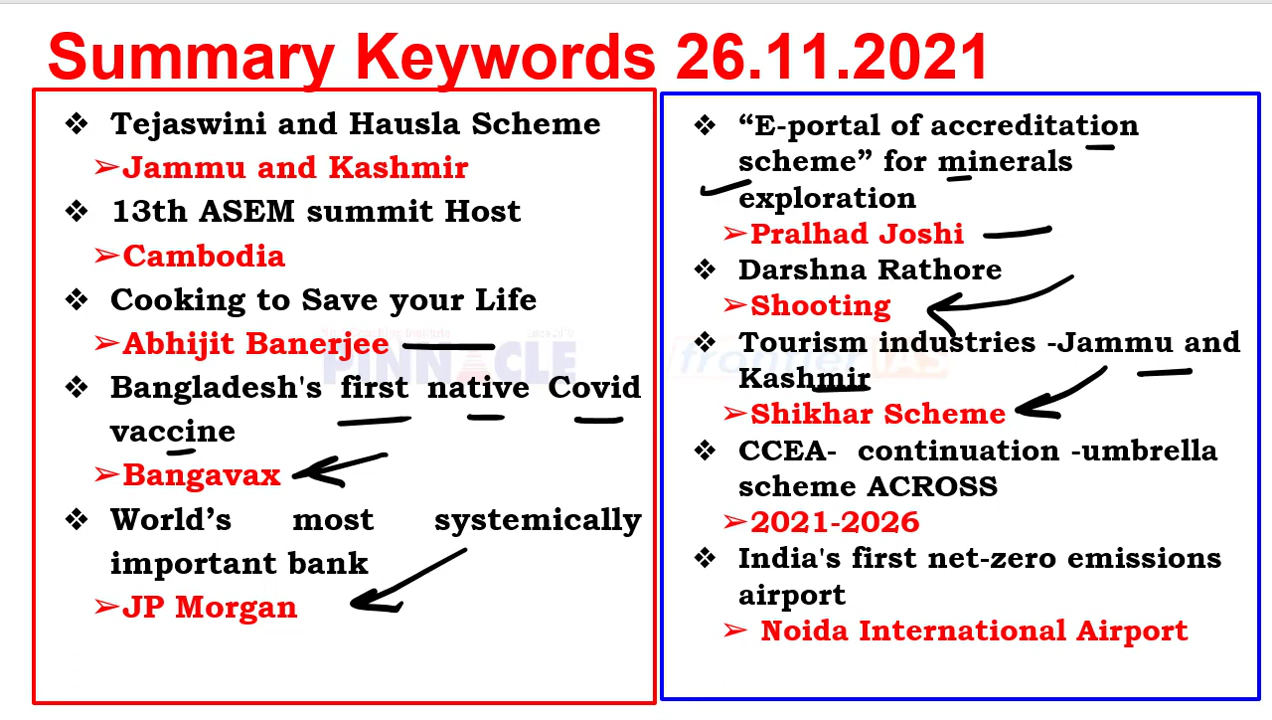 Summary Keywords 26.11.2021
❖ Tejaswini and Hausla Scheme
➢Jammu and Kashmir
❖ 13th ASEM summit Host
➢Cambodia
❖ Cooking to Save your Life
➢Abhijit Banerjee
PINNACLE
❖ Bangladesh's first native Covid
vaccine
➢Bangavax
❖ World’s most systemically
important bank
➢JP Morgan
❖ “E-portal of accreditation
scheme” for minerals
exploration
➢Pralhad Joshi
❖ Darshna Rathore
➢Shooting
❖ Tourism industries -Jammu and
Kashmir
frontier IAS
➢Shikhar Scheme
❖ CCEA- continuation -umbrella
scheme ACROSS
➢2021-2026
❖ India's first net-zero emissions
airport
➢ Noida International Airport